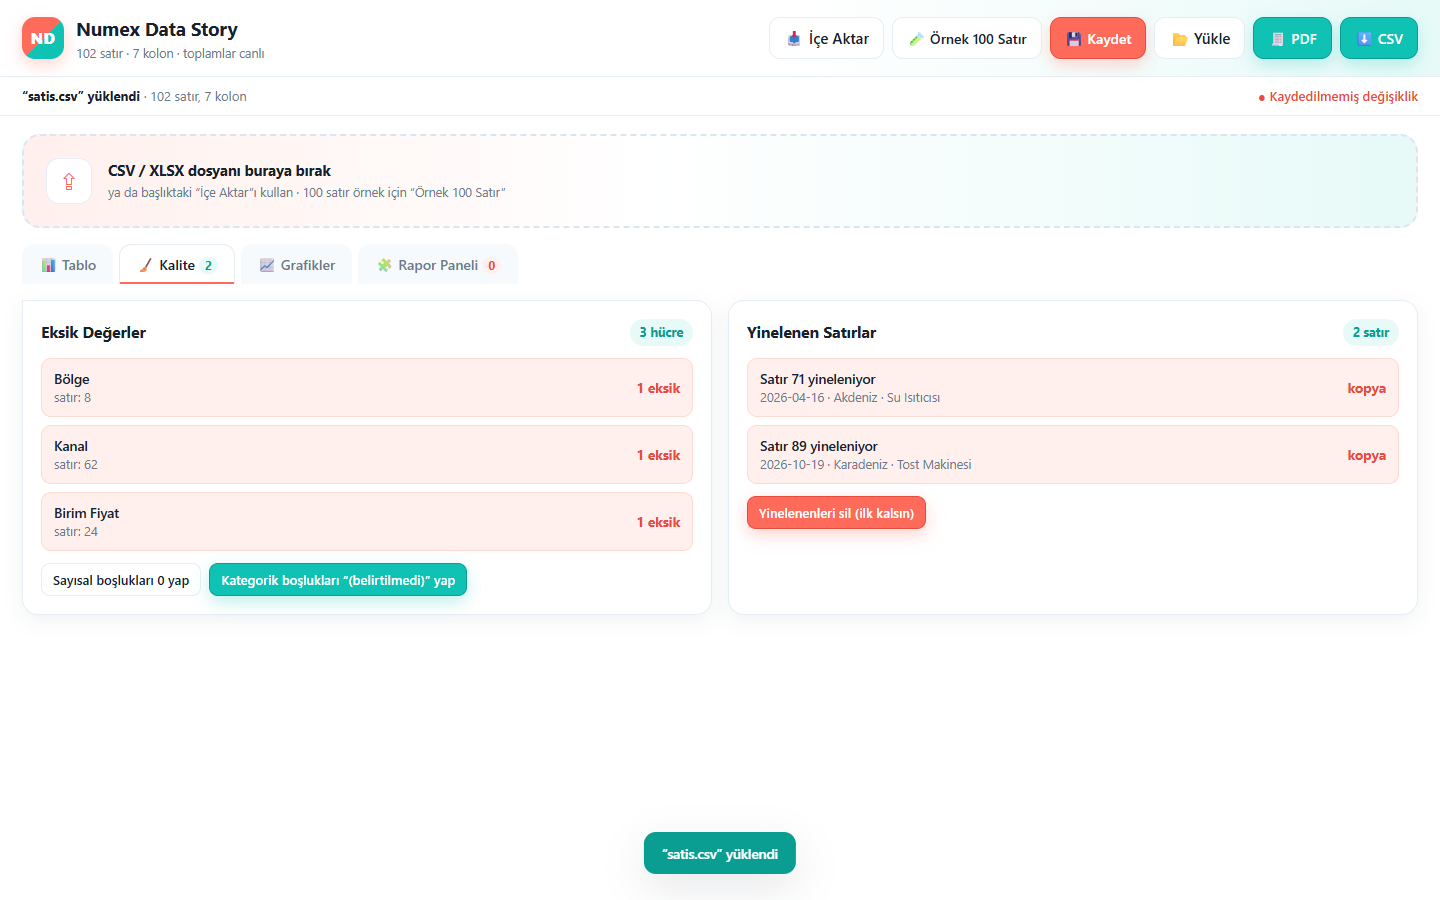 ND
Numex Data Story
102 satır · 7 kolon · toplamlar canlı
İçe Aktar
Örnek 100 Satır
Kaydet
Yükle
PDF
CSV
“satis.csv” yüklendi · 102 satır, 7 kolon
● Kaydedilmemiş değişiklik
CSV / XLSX dosyanı buraya bırak
ya da başlıktaki “İçe Aktar”ı kullan · 100 satır örnek için “Örnek 100 Satır”
Tablo
Kalite 2
Grafikler
Rapor Paneli 0
Eksik Değerler
3 hücre
Bölge
satır: 8
1 eksik
Kanal
satır: 62
1 eksik
Birim Fiyat
satır: 24
1 eksik
Sayısal boşlukları 0 yap
Kategorik boşlukları “(belirtilmedi)” yap
Yinelenen Satırlar
2 satır
Satır 71 yineleniyor
2026-04-16 · Akdeniz · Su Isıtıcısı
kopya
Satır 89 yineleniyor
2026-10-19 · Karadeniz · Tost Makinesi
kopya
Yinelenenleri sil (ilk kalsın)
“satis.csv” yüklendi